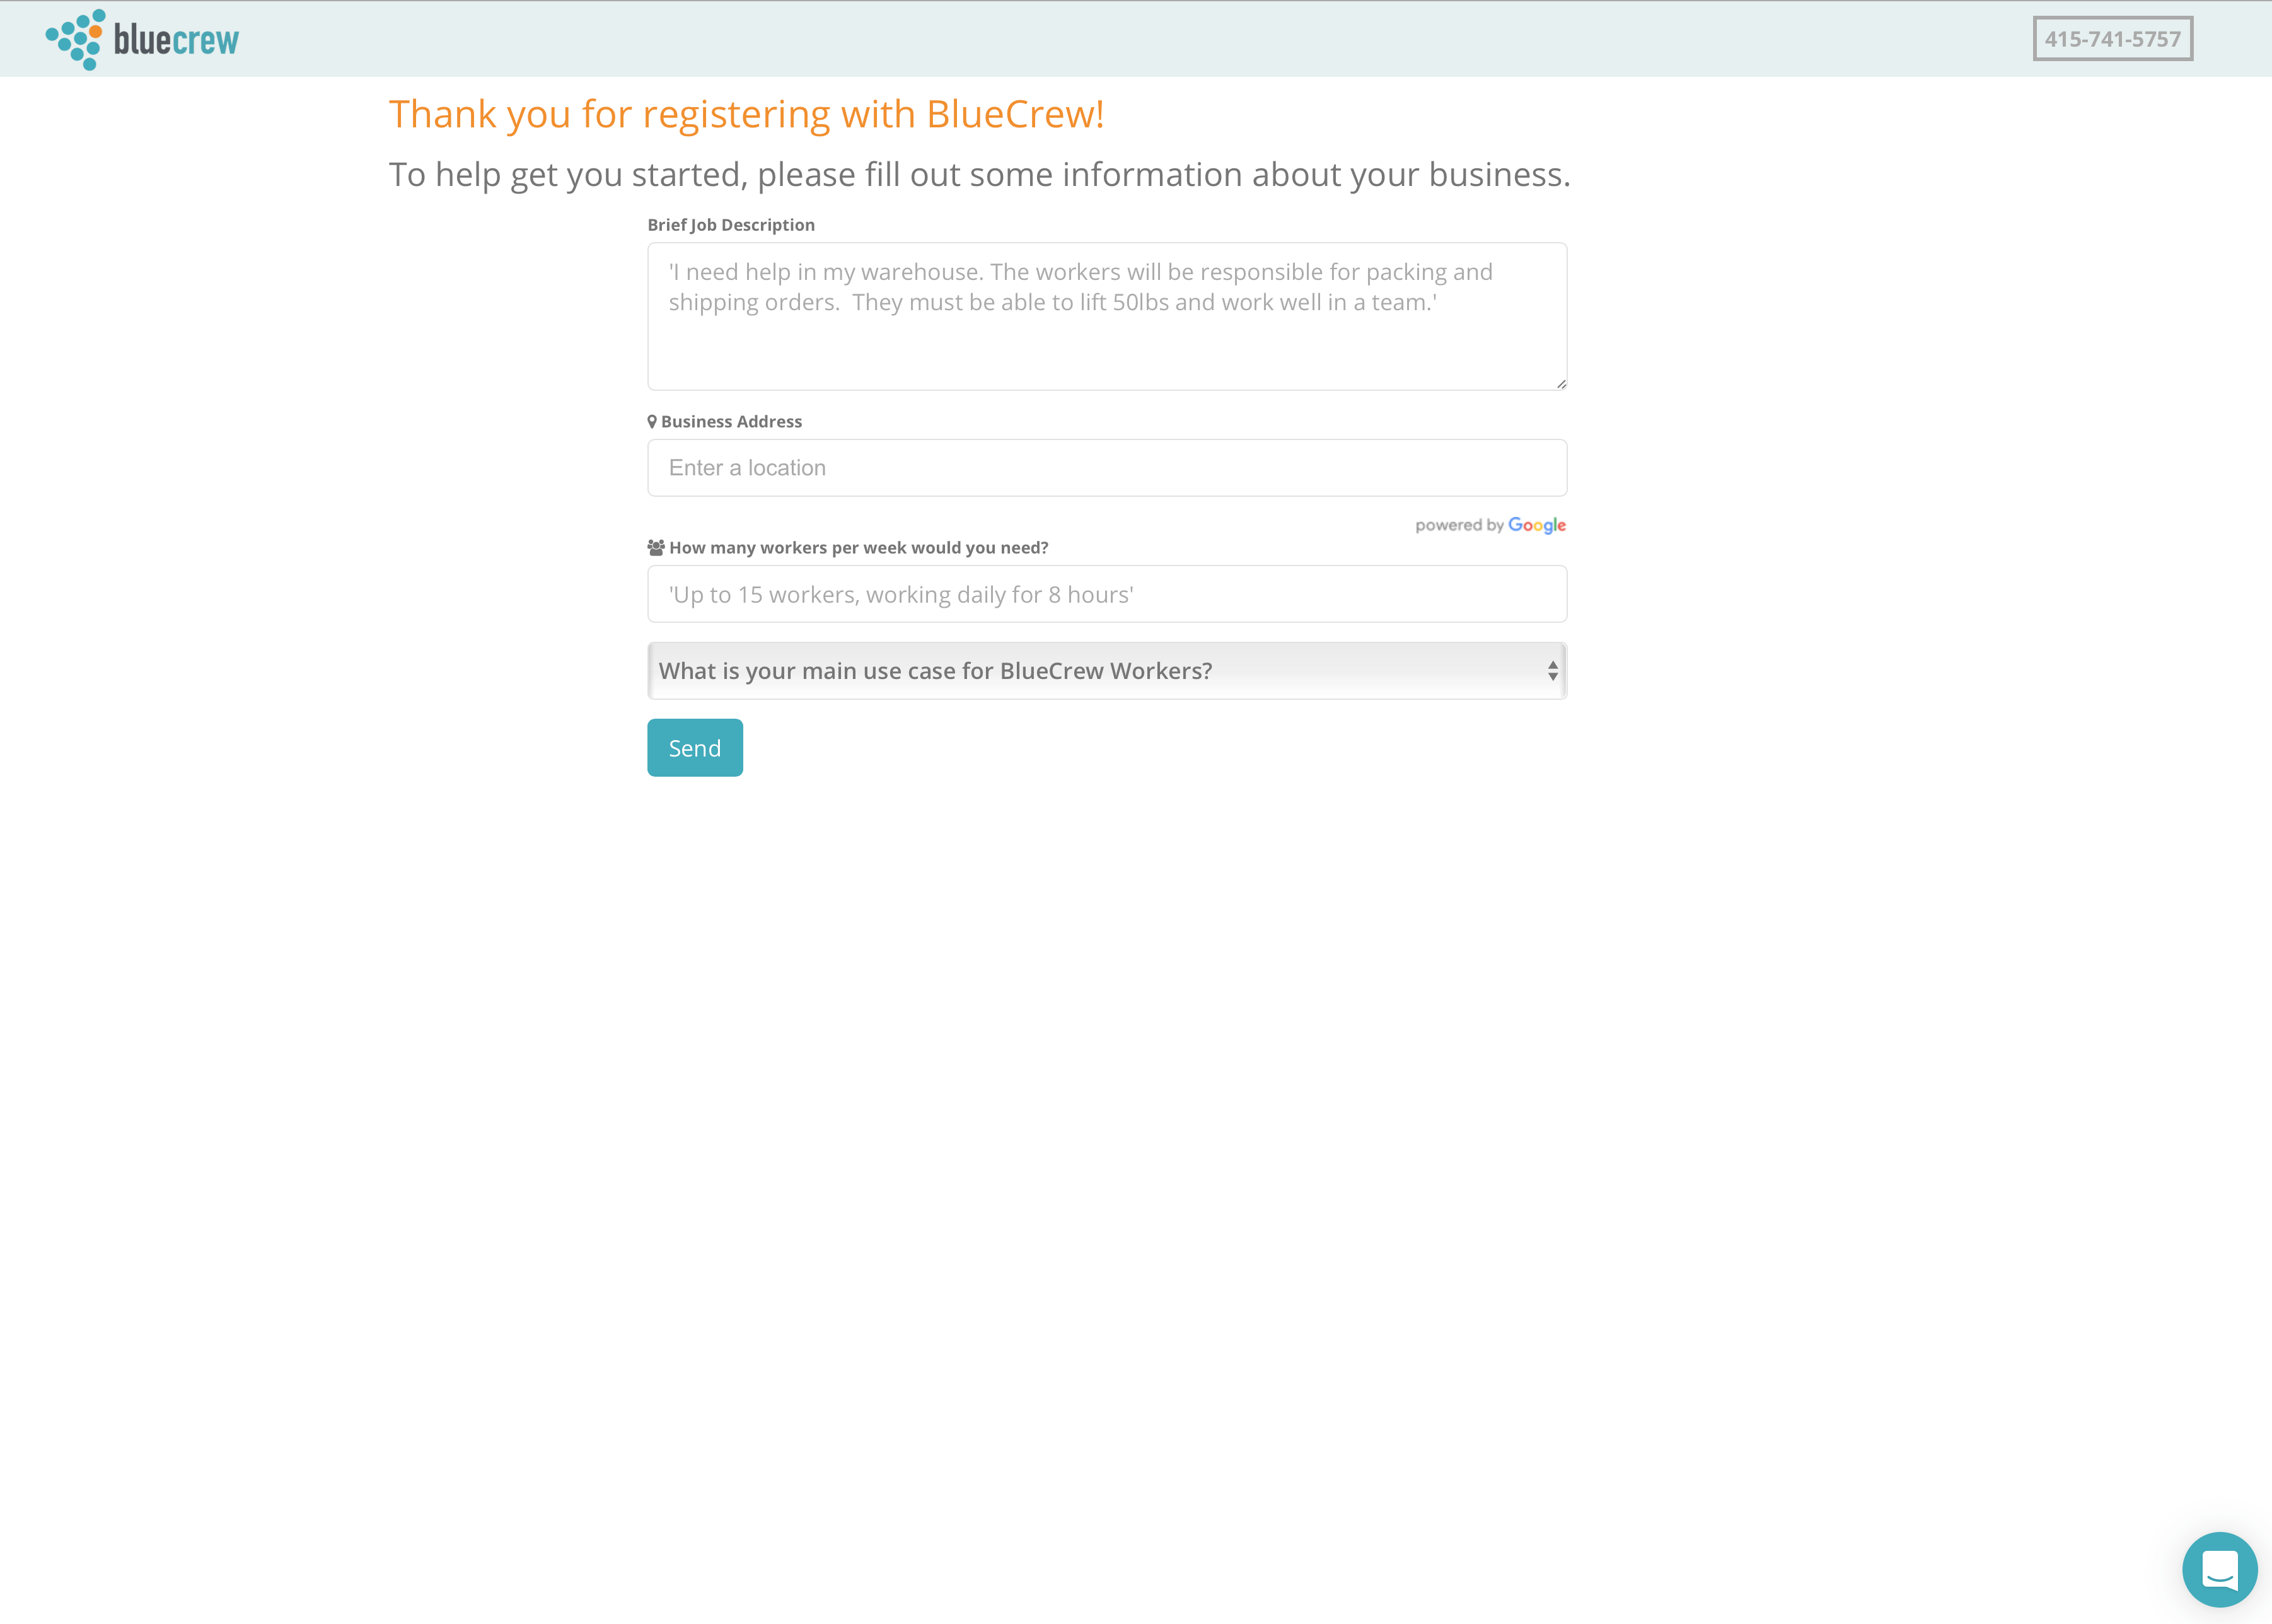 bluecrew
415-741-5757
Thank you for registering with BlueCrew!
To help get you started, please fill out some information about your business.
Brief Job Description
'I need help in my warehouse. The workers will be responsible for packing and
shipping orders.  They must be able to lift 50lbs and work well in a team.'
Business Address
Enter a location
powered by Google
How many workers per week would you need?
'Up to 15 workers, working daily for 8 hours'
What is your main use case for BlueCrew Workers?
Send